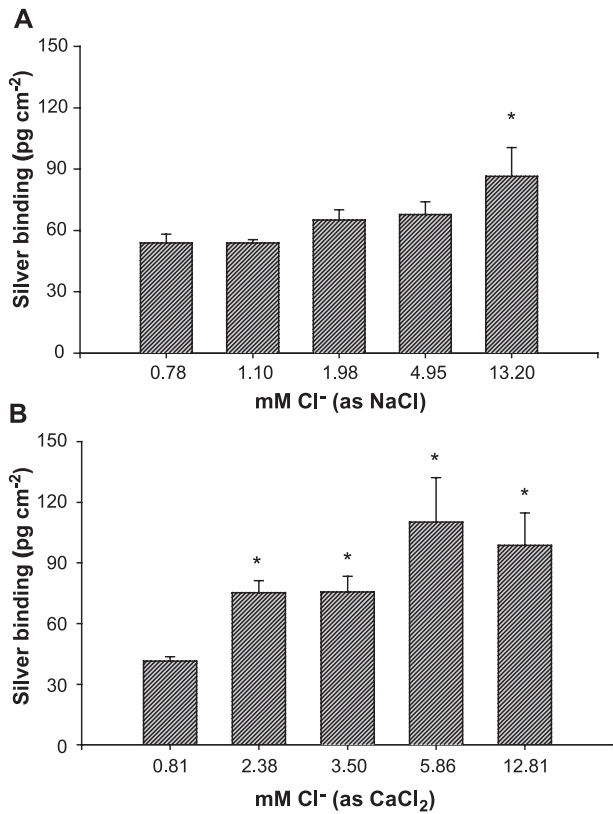 A
Silver binding (pg cm⁻²)
150
120
90
60
30
0
*
0.78 1.10 1.98 4.95 13.20
mM Cl⁻ (as NaCl)
B
Silver binding (pg cm⁻²)
150
120
90
60
30
0
* * * *
0.81 2.38 3.50 5.86 12.81
mM Cl⁻ (as CaCl₂)